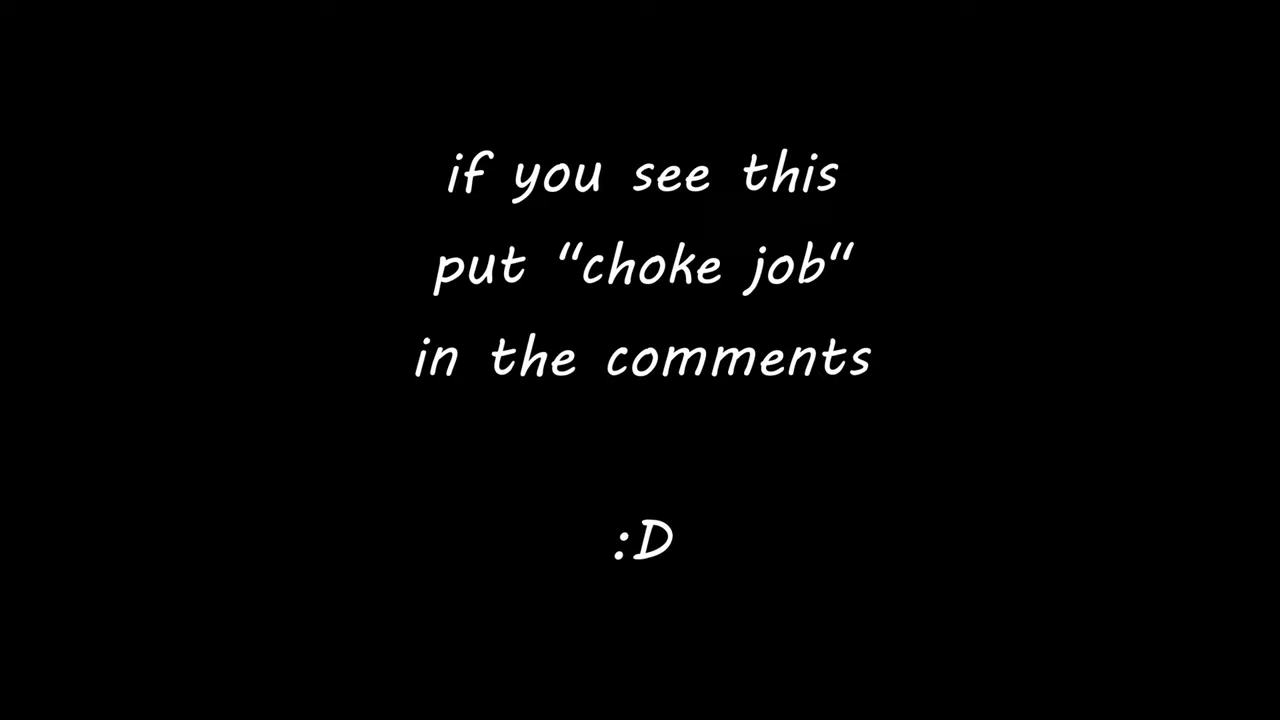 if you see this
put “choke job“
in the comments
:D